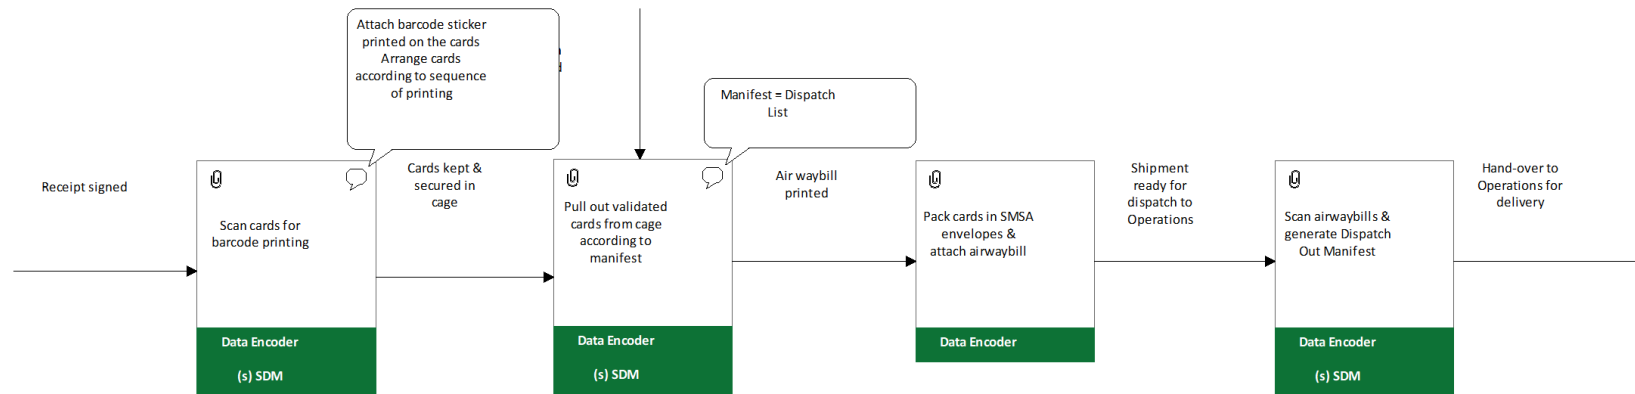 Attach barcode sticker
printed on the cards
Arrange cards
according to sequence
of printing
Manifest = Dispatch
List
Receipt signed
Scan cards for
barcode printing
Data Encoder
(s) SDM
Cards kept &
secured in
cage
Pull out validated
cards from cage
according to
manifest
Data Encoder
(s) SDM
Air waybill
printed
Pack cards in SMSA
envelopes &
attach airwaybill
Data Encoder
Shipment
ready for
dispatch to
Operations
Scan airwaybills &
generate Dispatch
Out Manifest
Data Encoder
(s) SDM
Hand-over to
Operations for
delivery